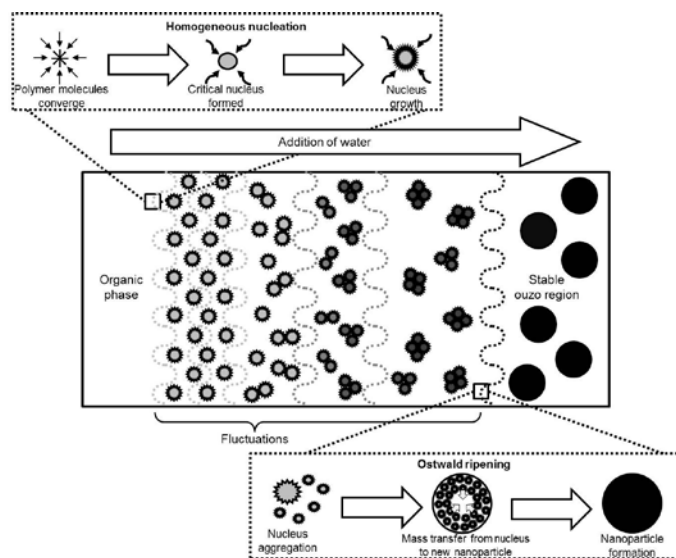 Homogeneous nucleation
Polymer molecules
converge
Critical nucleus
formed
Nucleus
growth
Addition of water
Organic
phase
Stable
ouzo region
Fluctuations
Ostwald ripening
Nucleus
aggregation
Mass transfer from nucleus
to new nanoparticle
Nanoparticle
formation